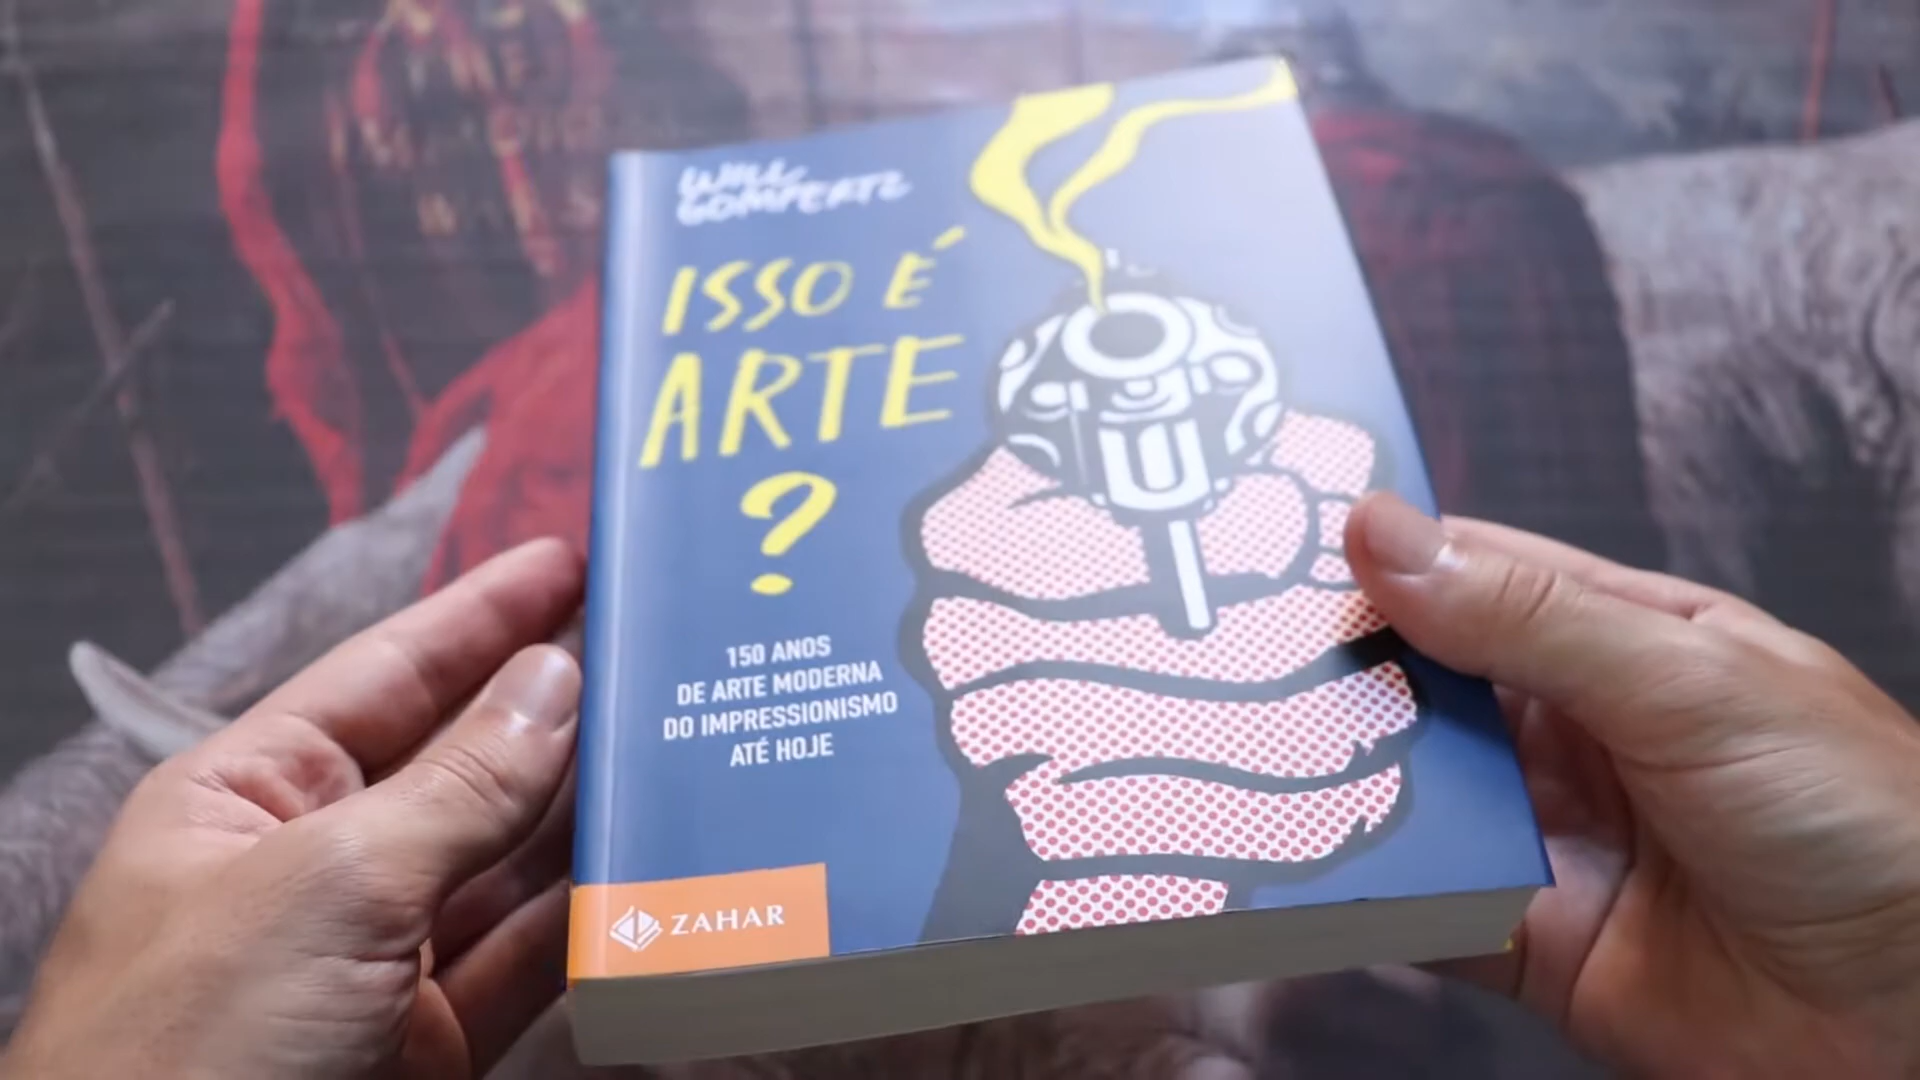 WILL
GOMPERTZ
ISSO É
ARTE
?
150 ANOS
DE ARTE MODERNA
DO IMPRESSIONISMO
ATÉ HOJE
ZAHAR